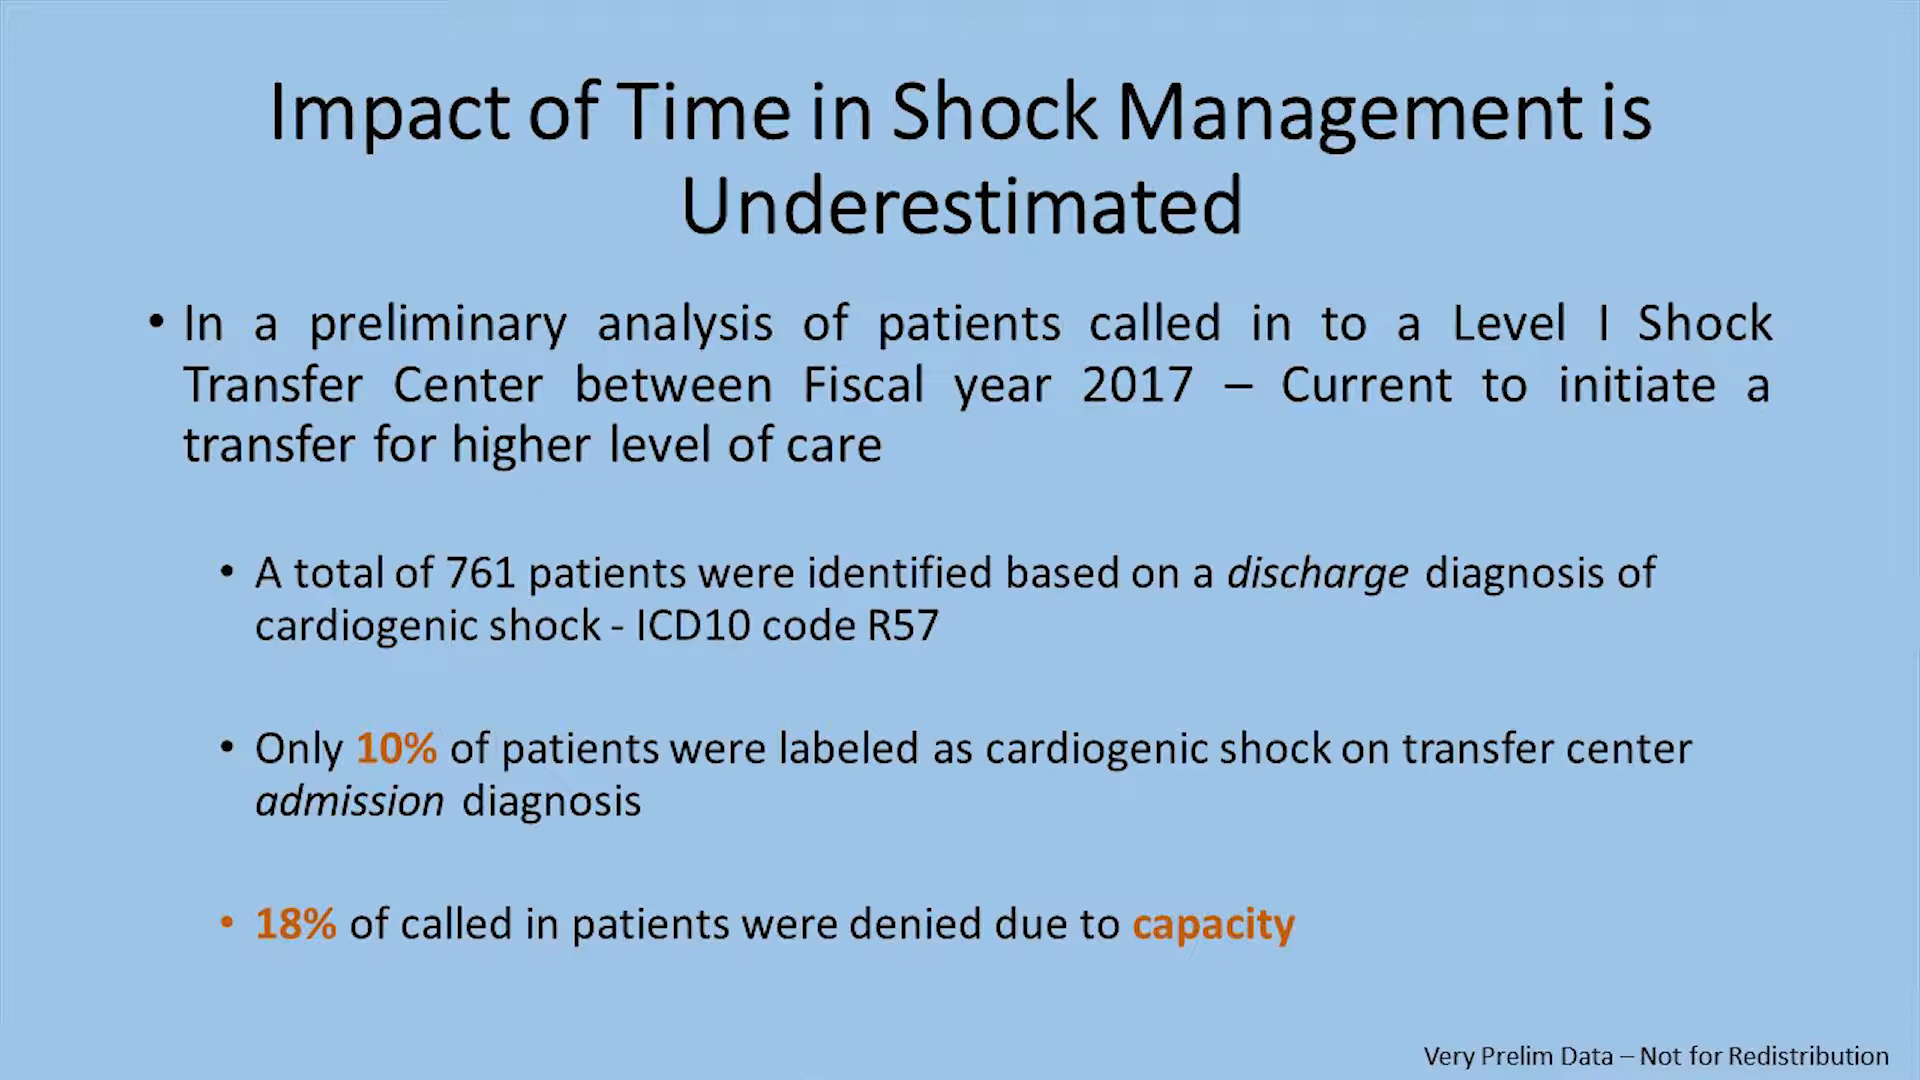 Impact of Time in Shock Management is
Underestimated
• In a preliminary analysis of patients called in to a Level I Shock
Transfer Center between Fiscal year 2017 – Current to initiate a
transfer for higher level of care
• A total of 761 patients were identified based on a discharge diagnosis of
cardiogenic shock - ICD10 code R57
• Only 10% of patients were labeled as cardiogenic shock on transfer center
admission diagnosis
• 18% of called in patients were denied due to capacity
Very Prelim Data – Not for Redistribution